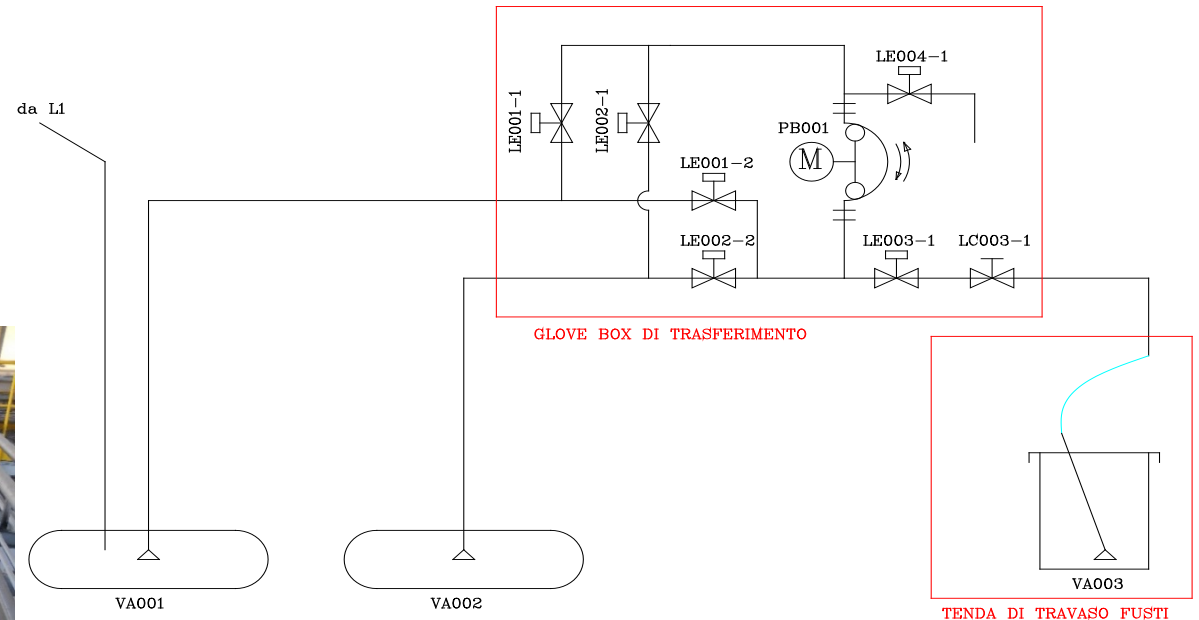 LE004-1
da L1
LE001-1
LE002-1
PB001
M
LE001-2
LE002-2
LE003-1
LC003-1
GLOVE BOX DI TRASFERIMENTO
VA001
VA002
VA003
TENDA DI TRAVASO FUSTI